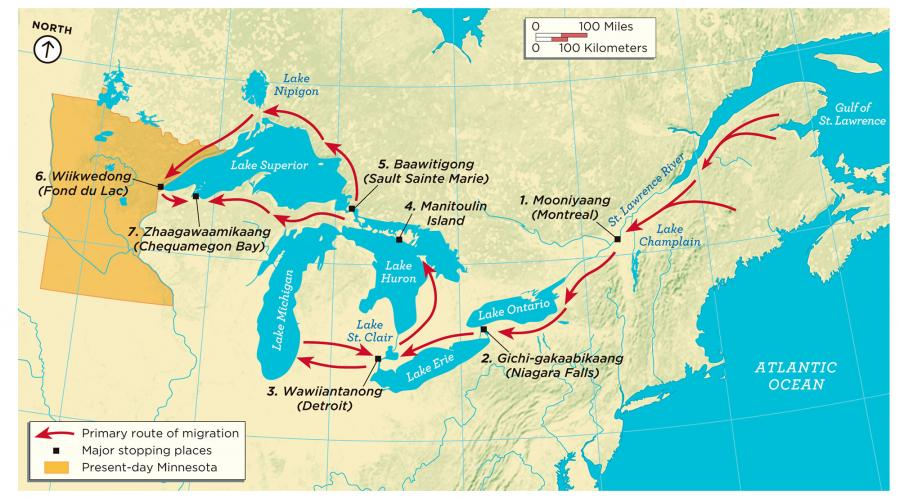 NORTH
0 100 Miles
0 100 Kilometers
Lake
Nipigon
Gulf of
St. Lawrence
Lake Superior
5. Baawitigong
(Sault Sainte Marie)
St. Lawrence River
6. Wiikwedong
(Fond du Lac)
4. Manitoulin
Island
1. Mooniyaang
(Montreal)
7. Zhaagawaamikaang
(Chequamegon Bay)
Lake
Champlain
Lake
Huron
Lake Michigan
Lake Ontario
Lake
St. Clair
Lake Erie
2. Gichi-gakaabikaang
(Niagara Falls)
ATLANTIC
OCEAN
3. Wawiiantanong
(Detroit)
Primary route of migration
Major stopping places
Present-day Minnesota